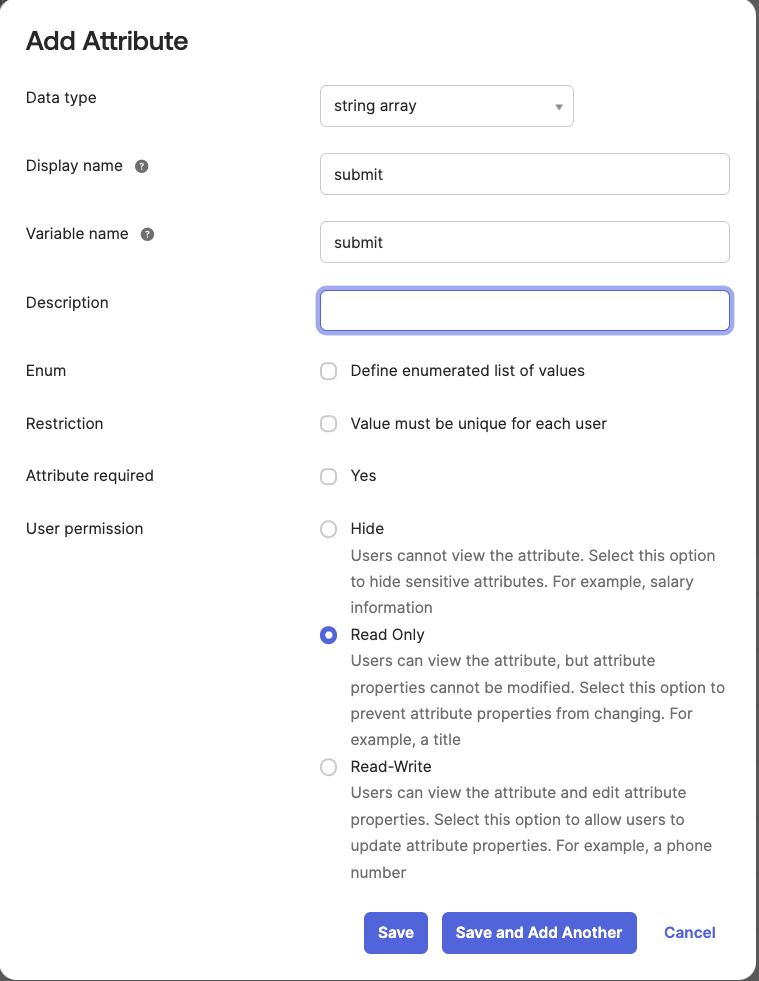 Add Attribute
Data type
string array
Display name ?
submit
Variable name ?
submit
Description
Enum
Define enumerated list of values
Restriction
Value must be unique for each user
Attribute required
Yes
User permission
Hide
Users cannot view the attribute. Select this option
to hide sensitive attributes. For example, salary
information
Read Only
Users can view the attribute, but attribute
properties cannot be modified. Select this option to
prevent attribute properties from changing. For
example, a title
Read-Write
Users can view the attribute and edit attribute
properties. Select this option to allow users to
update attribute properties. For example, a phone
number
Save
Save and Add Another
Cancel